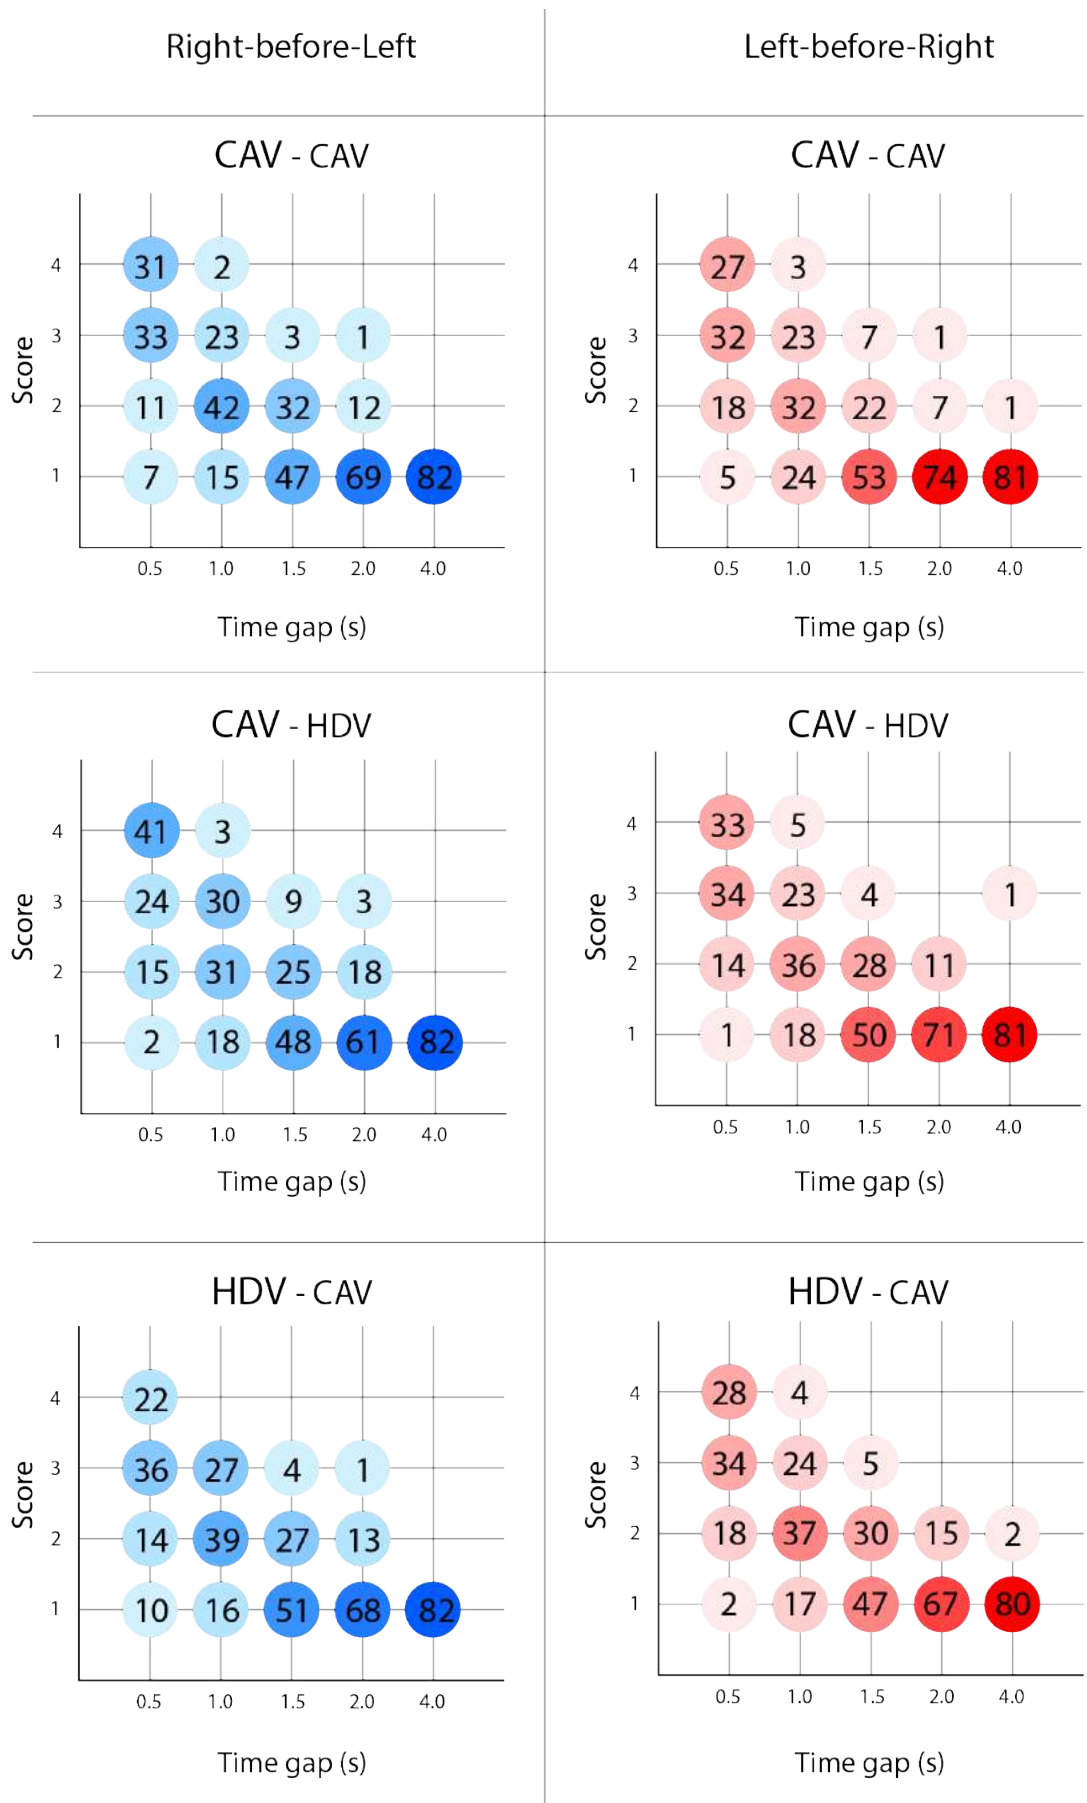 Right-before-Left
Left-before-Right
CAV - CAV
Score
4
31 2
3
33 23 3 1
2
11 42 32 12
1
7 15 47 69 82
0.5 1.0 1.5 2.0 4.0
Time gap (s)
CAV - CAV
Score
4
27 3
3
32 23 7 1
2
18 32 22 7 1
1
5 24 53 74 81
0.5 1.0 1.5 2.0 4.0
Time gap (s)
CAV - HDV
Score
4
41 3
3
24 30 9 3
2
15 31 25 18
1
2 18 48 61 82
0.5 1.0 1.5 2.0 4.0
Time gap (s)
CAV - HDV
Score
4
33 5
3
34 23 4 1
2
14 36 28 11
1
1 18 50 71 81
0.5 1.0 1.5 2.0 4.0
Time gap (s)
HDV - CAV
Score
4
22
3
36 27 4 1
2
14 39 27 13
1
10 16 51 68 82
0.5 1.0 1.5 2.0 4.0
Time gap (s)
HDV - CAV
Score
4
28 4
3
34 24 5
2
18 37 30 15 2
1
2 17 47 67 80
0.5 1.0 1.5 2.0 4.0
Time gap (s)